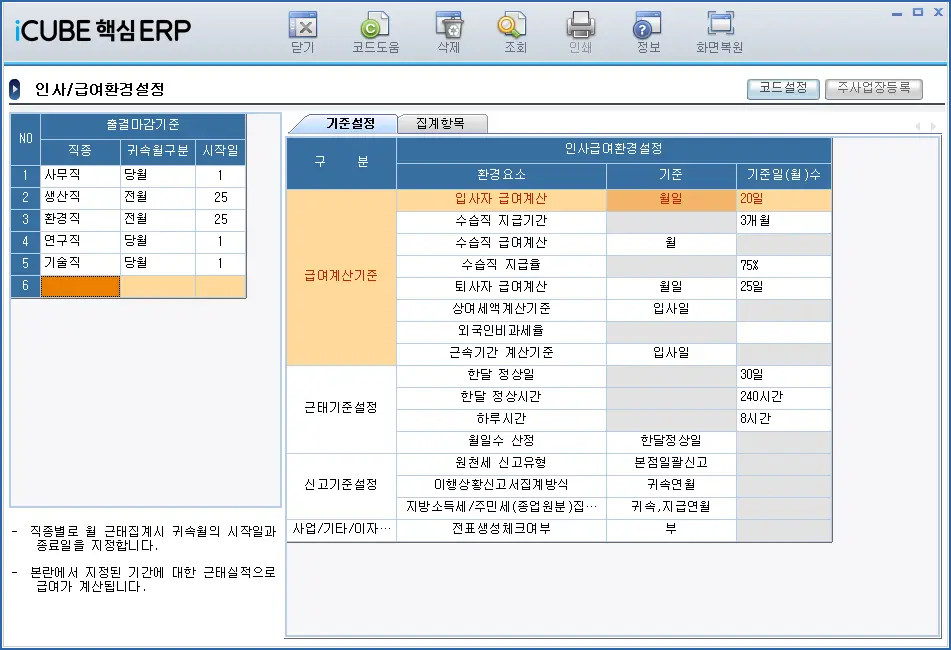 iCUBE 핵심ERP
닫기 코드도움 삭제 조회 인쇄 정보 화면복원
인사/급여환경설정
코드설정 주사업장등록
NO 출결마감기준
직종 귀속월구분 시작일
1 사무직 당월 1
2 생산직 전월 25
3 환경직 전월 25
4 연구직 당월 1
5 기술직 당월 1
6
- 직종별로 월 근태집계시 귀속월의 시작일과
종료일을 지정합니다.
- 본란에서 지정된 기간에 대한 근태실적으로
급여가 계산됩니다.
기준설정 집계항목
구 분 인사급여환경설정
환경요소 기준 기준일(월)수
급여계산기준
입사자 급여계산 월일 20일
수습직 지급기간 3개월
수습직 급여계산 월
수습직 지급율 75%
퇴사자 급여계산 월일 25일
상여세액계산기준 입사일
외국인비과세율
근속기간 계산기준 입사일
근태기준설정
한달 정상일 30일
한달 정상시간 240시간
하루시간 8시간
월일수 산정 한달정상일
신고기준설정
원천세 신고유형 본점일괄신고
이행상황신고서집계방식 귀속연월
지방소득세/주민세(종업원분)집… 귀속,지급연월
사업/기타/이자… 전표생성체크여부 부